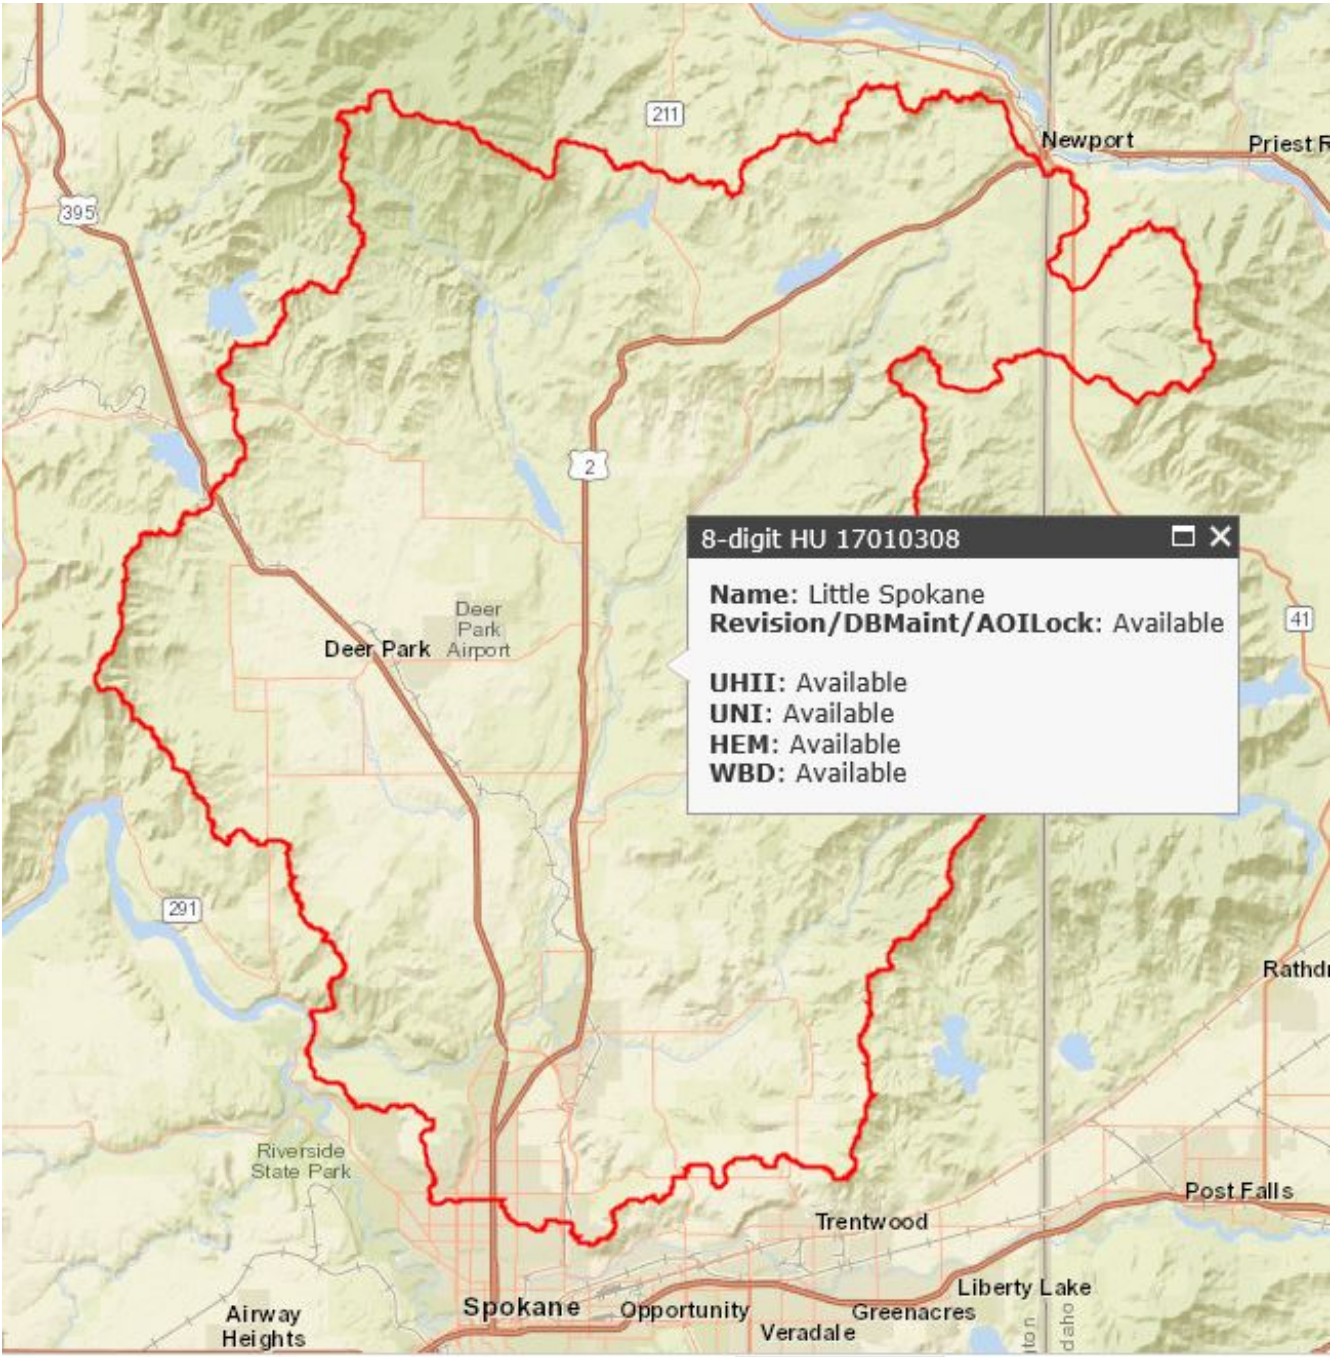 211
Newport
Priest R
395
2
8-digit HU 17010308
Name: Little Spokane
Revision/DBMaint/AOILock: Available
UHII: Available
UNI: Available
HEM: Available
WBD: Available
41
Deer
Park
Airport
Deer Park
291
Rathdr
Riverside
State Park
Post Falls
Trentwood
Liberty Lake
Spokane
Opportunity
Greenacres
Veradale
Airway
Heights
ton
daho